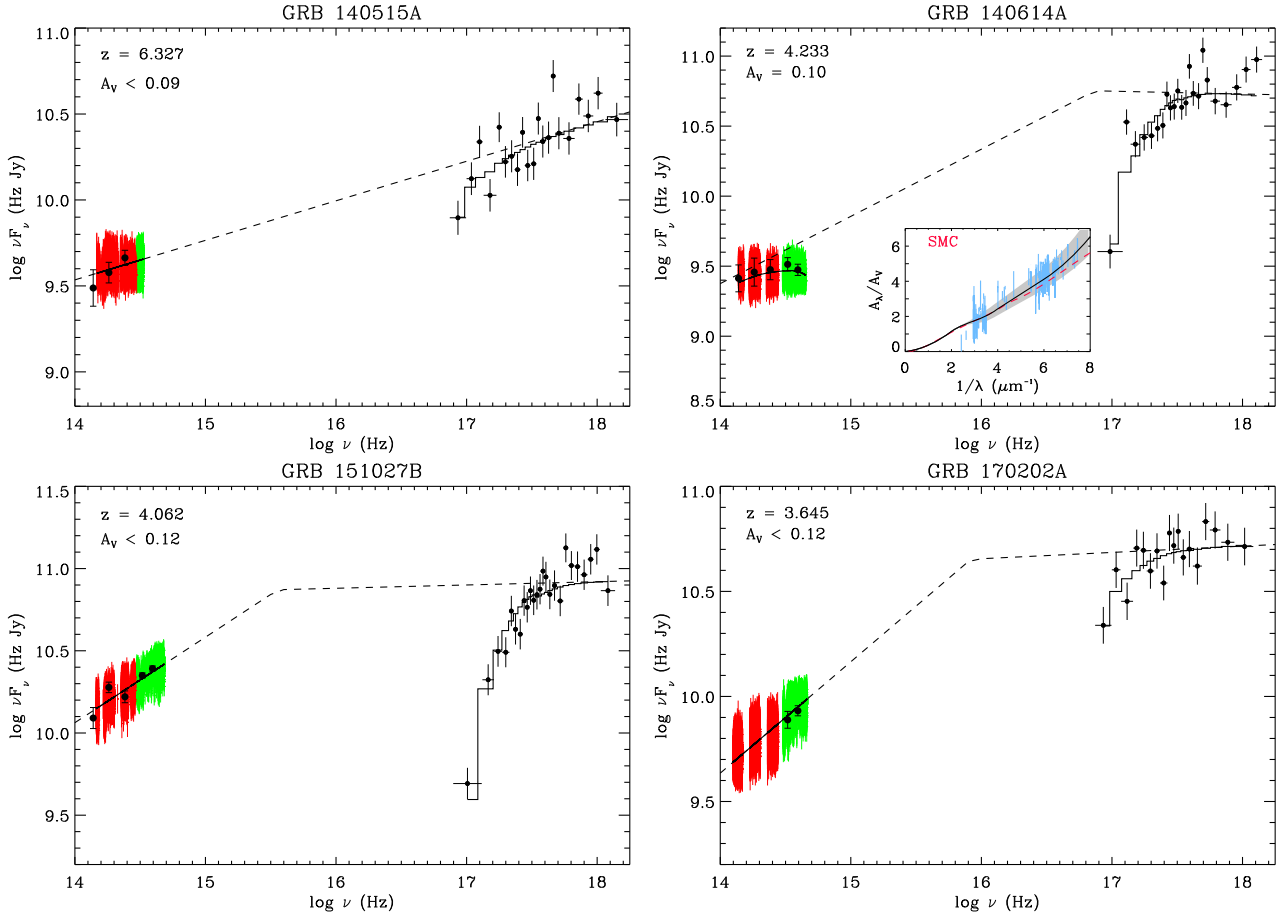 GRB 140515A
z = 6.327
A_V < 0.09
11.0
10.5
10.0
9.5
9.0
log νF_ν (Hz Jy)
14 15 16 17 18
log ν (Hz)
GRB 140614A
z = 4.233
A_V = 0.10
11.0
10.5
10.0
9.5
9.0
8.5
log νF_ν (Hz Jy)
SMC
6
4
2
0
A_λ/A_V
0 2 4 6 8
1/λ (μm⁻¹)
14 15 16 17 18
log ν (Hz)
GRB 151027B
z = 4.062
A_V < 0.12
11.5
11.0
10.5
10.0
9.5
log νF_ν (Hz Jy)
14 15 16 17 18
log ν (Hz)
GRB 170202A
z = 3.645
A_V < 0.12
11.0
10.5
10.0
9.5
log νF_ν (Hz Jy)
14 15 16 17 18
log ν (Hz)